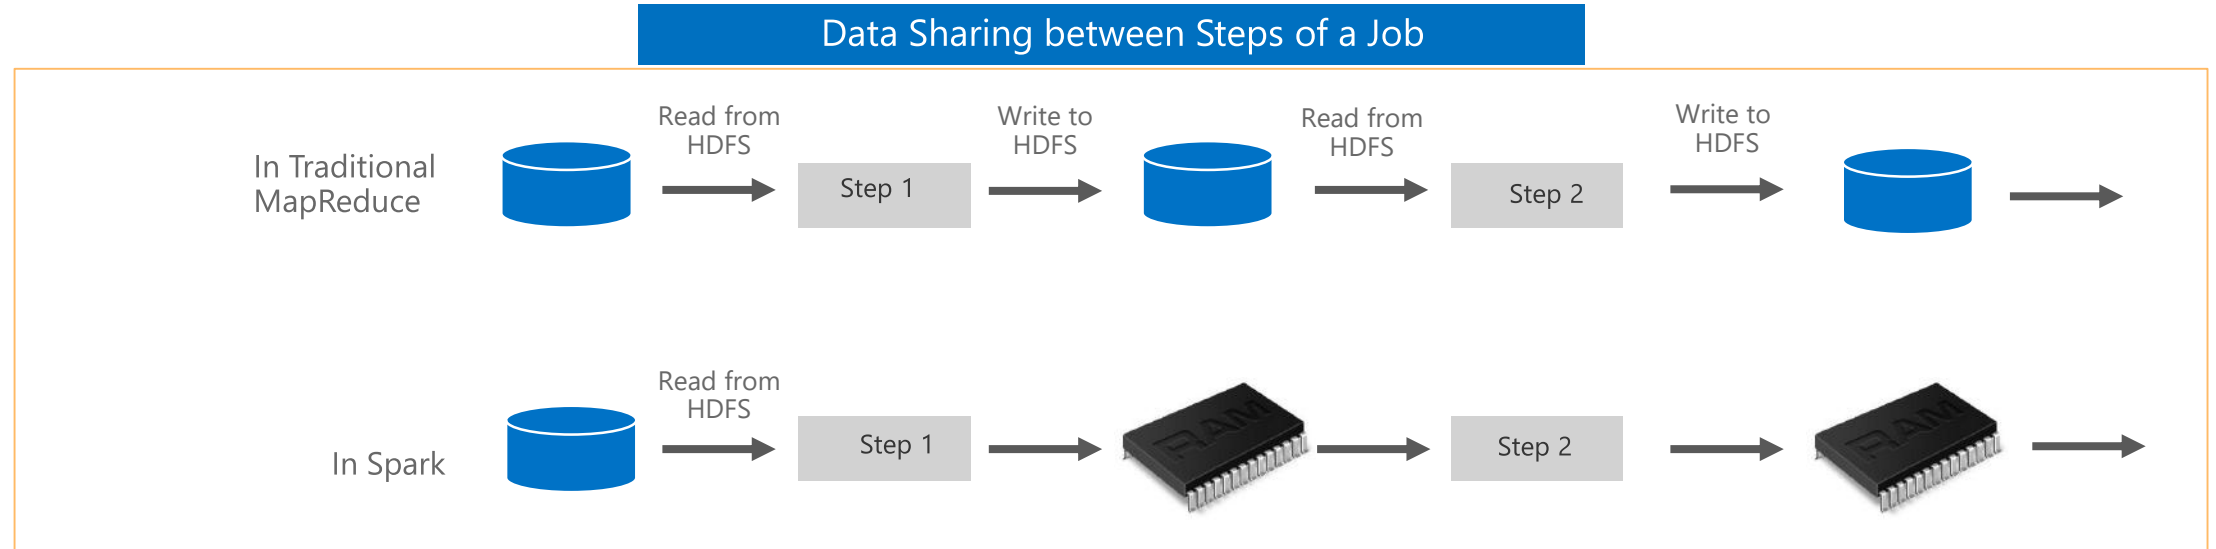 Data Sharing between Steps of a Job
Read from
HDFS
Write to
HDFS
Read from
HDFS
Write to
HDFS
In Traditional
MapReduce
Step 1
Step 2
Read from
HDFS
In Spark
Step 1
RAM
Step 2
RAM